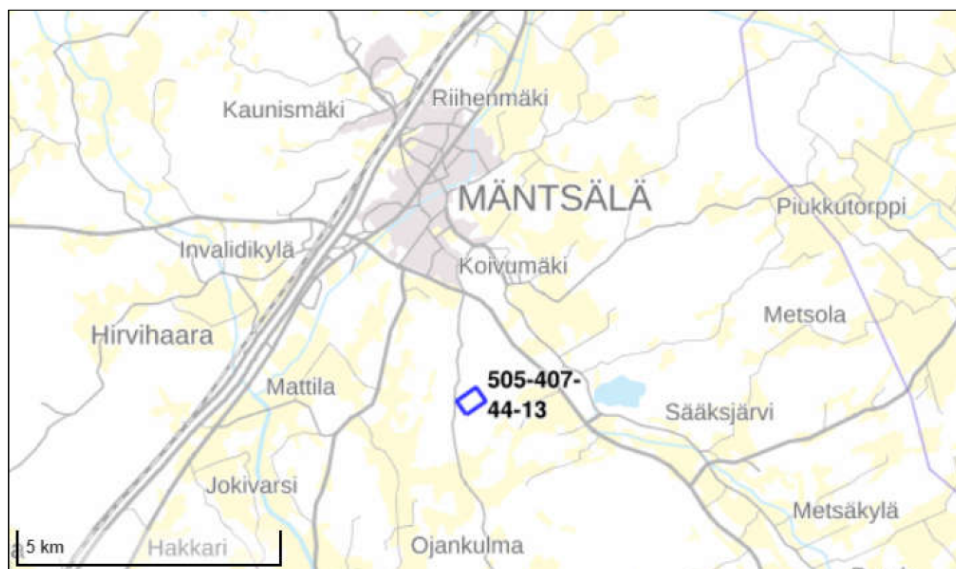 Riihenmäki
Kaunismäki
MÄNTSÄLÄ
Piukkutorppi
Invalidikylä
Koivumäki
Metsola
Hirvihaara
Mattila
505-407-
44-13
Sääksjärvi
Jokivarsi
Metsäkylä
5 km
Hakkari
Ojankulma